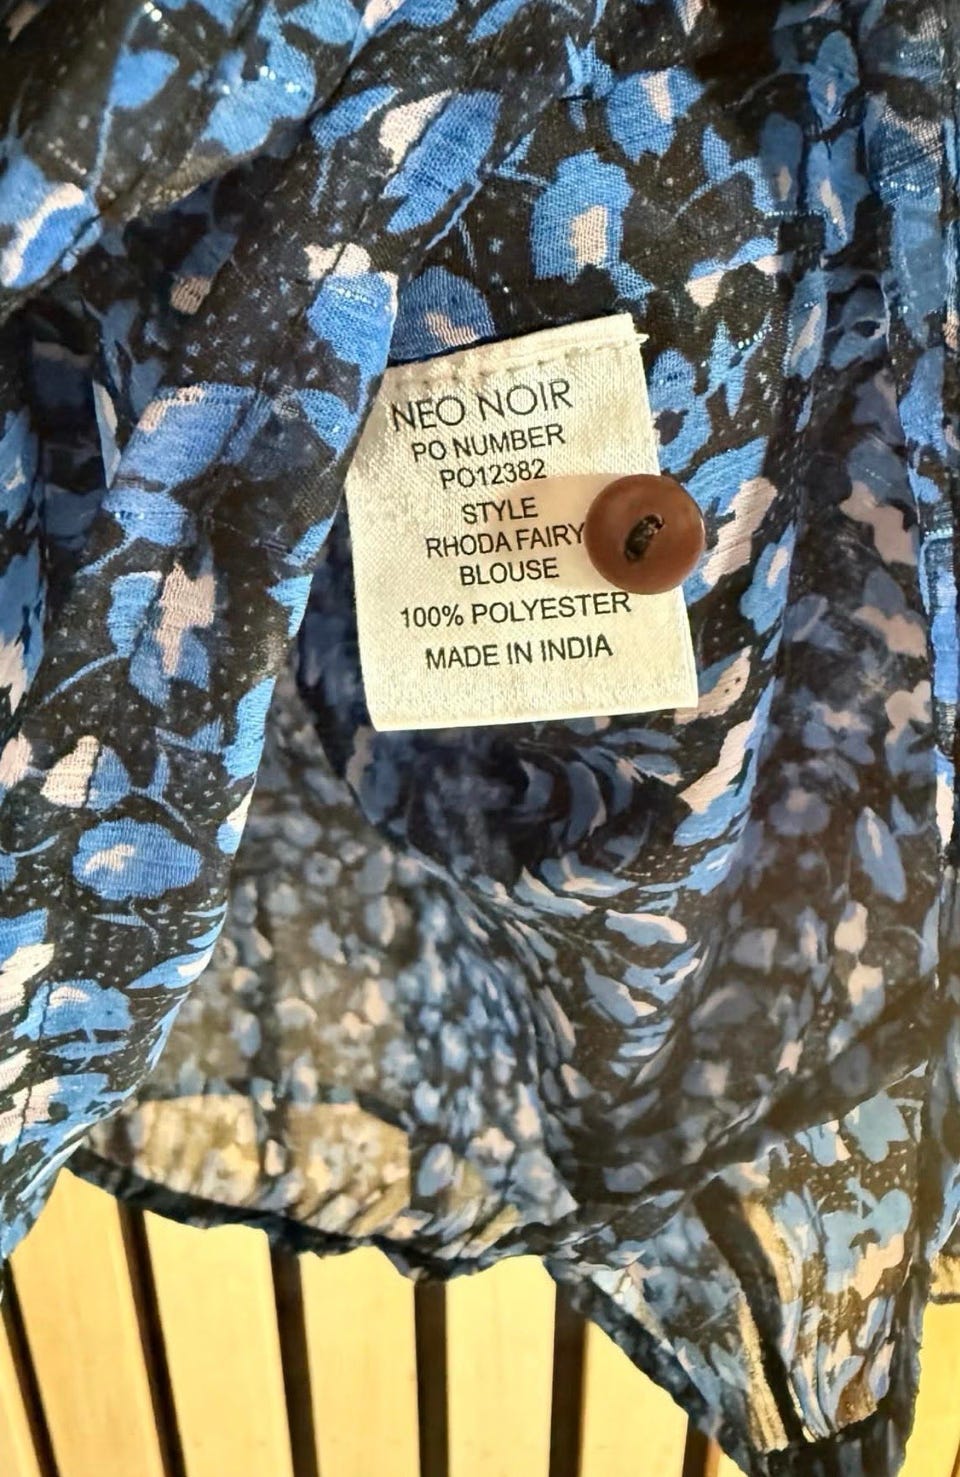 NEO NOIR
PO NUMBER
PO12382
STYLE
RHODA FAIRY
BLOUSE
100% POLYESTER
MADE IN INDIA